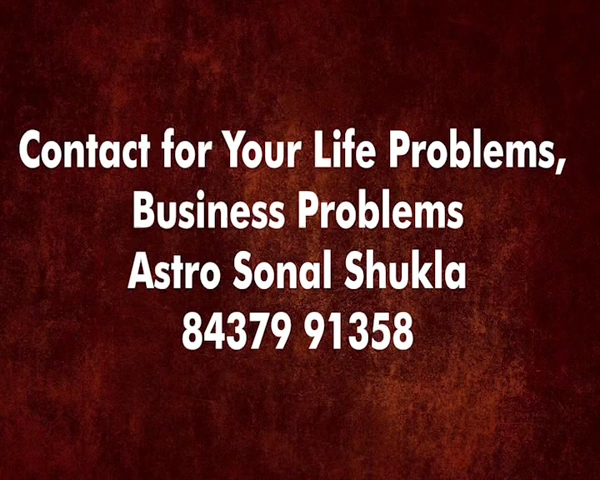 Contact for Your Life Problems,
Business Problems
Astro Sonal Shukla
84379 91358